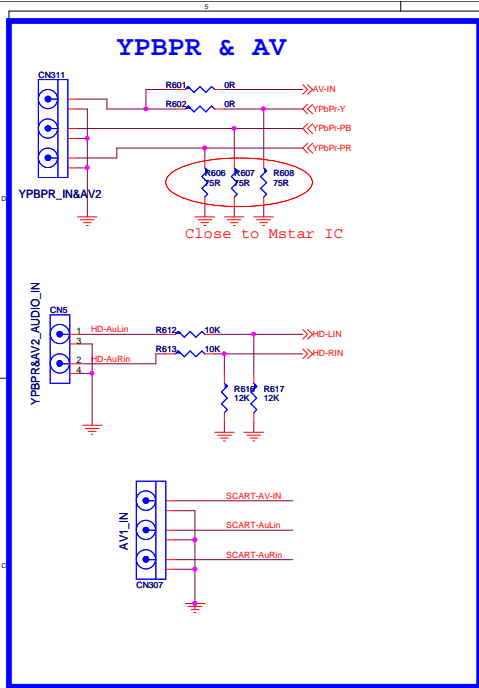 5
YPBPR & AV
CN311
R601 0R
AV-IN
R602 0R
YPbPr-Y
YPbPr-PB
YPbPr-PR
R606 R607 R608
75R 75R 75R
YPBPR_IN&AV2
D
Close to Mstar IC
YPBPR&AV2_AUDIO_IN
CN5
1 HD-AuLin
R612 10K
HD-LIN
3
R613 10K
HD-RIN
2 HD-AuRin
4
R616 R617
12K 12K
AV1_IN
SCART-AV-IN
SCART-AuLin
SCART-AuRin
C
CN307